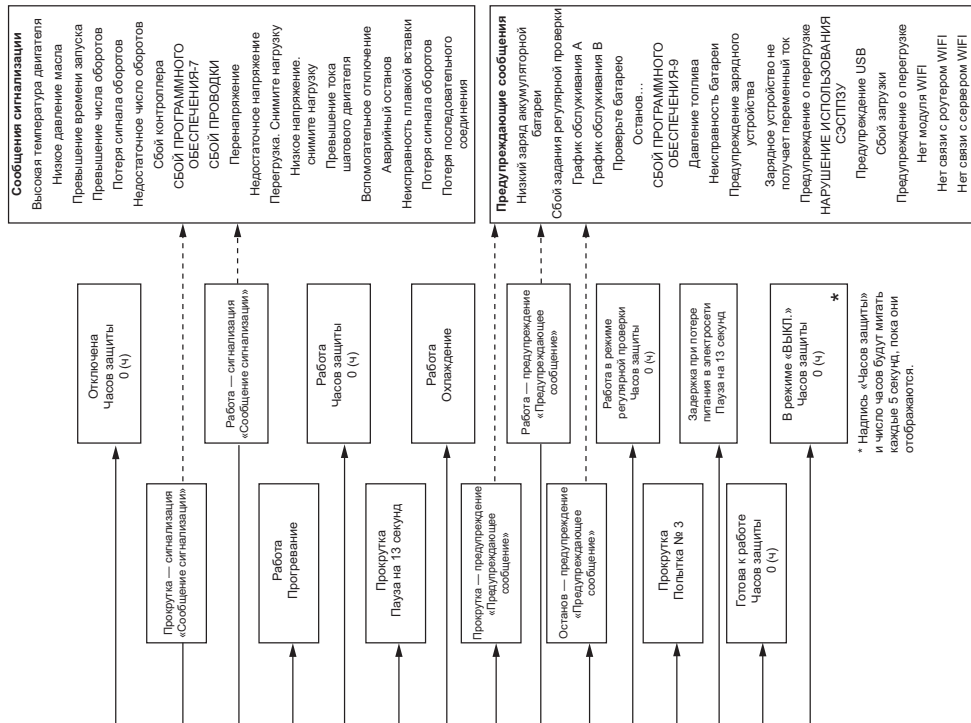 Отключена
Часов защиты
0 (ч)
Прокрутка — сигнализация
«Сообщение сигнализации»
Работа — сигнализация
«Сообщение сигнализации»
Работа
Прогревание
Работа
Часов защиты
0 (ч)
Прокрутка
Пауза на 13 секунд
Работа
Охлаждение
Прокрутка — предупреждение
«Предупреждающее
сообщение»
Работа — предупреждение
«Предупреждающее
сообщение»
Останов — предупреждение
«Предупреждающее
сообщение»
Работа в режиме
регулярной проверки
Часов защиты
0 (ч)
Прокрутка
Попытка № 3
Задержка при потере
питания в электросети
Пауза на 13 секунд
Готова к работе
Часов защиты
0 (ч)
В режиме «ВЫКЛ.»
Часов защиты
0 (ч)
*
* Надпись «Часов защиты»
и число часов будут мигать
каждые 5 секунд, пока они
отображаются.
Сообщения сигнализации
Высокая температура двигателя
Низкое давление масла
Превышение времени запуска
Превышение числа оборотов
Потеря сигнала оборотов
Недостаточное число оборотов
Сбой контроллера
СБОЙ ПРОГРАММНОГО
ОБЕСПЕЧЕНИЯ-7
СБОЙ ПРОВОДКИ
Перенапряжение
Недостаточное напряжение
Перегрузка. Снимите нагрузку
Низкое напряжение.
снимите нагрузку
Превышение тока
шагового двигателя
Вспомогательное отключение
Аварийный останов
Неисправность плавкой вставки
Потеря сигнала оборотов
Потеря последовательного
соединения
Предупреждающие сообщения
Низкий заряд аккумуляторной
батареи
Сбой задания регулярной проверки
График обслуживания A
График обслуживания B
Проверьте батарею
Останов...
СБОЙ ПРОГРАММНОГО
ОБЕСПЕЧЕНИЯ-9
Давление топлива
Неисправность батареи
Предупреждение зарядного
устройства
Зарядное устройство не
получает переменный ток
Предупреждение о перегрузке
НАРУШЕНИЕ ИСПОЛЬЗОВАНИЯ
СЭСППЗУ
Предупреждение USB
Сбой загрузки
Предупреждение о перегрузке
Нет модуля WIFI
Нет связи с роутером WIFI
Нет связи с сервером WIFI